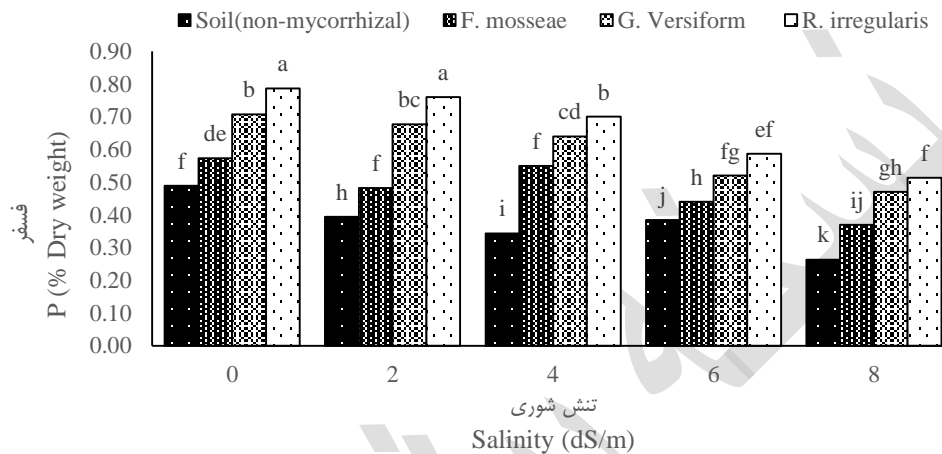 Soil(non-mycorrhizal) F. mosseae G. Versiform R. irregularis
فسفر
P (% Dry weight)
0.90
0.80
0.70
0.60
0.50
0.40
0.30
0.20
0.10
0.00
f de b a
h f bc a
i f cd b
j h fg ef
k ij gh f
0 2 4 6 8
تنش شوری
Salinity (dS/m)